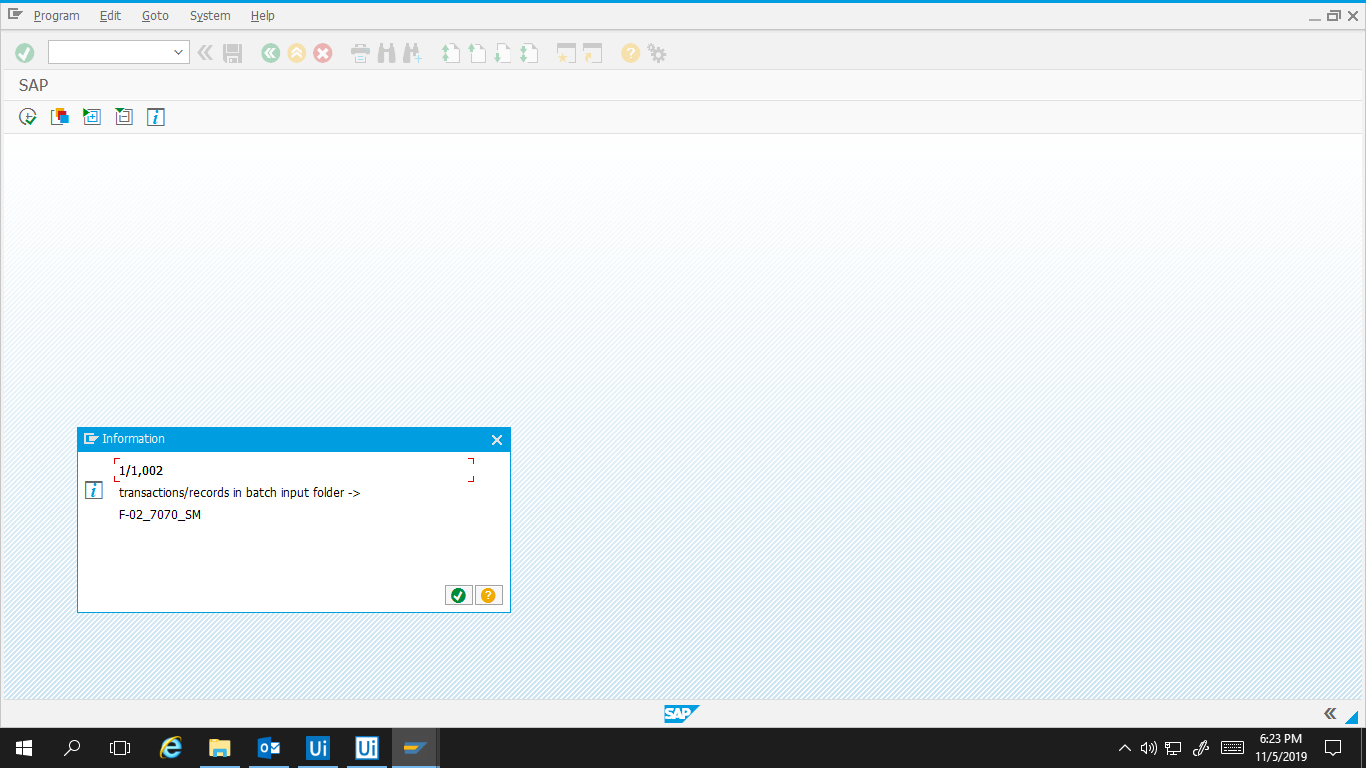 Program Edit Goto System Help
SAP
Information
1/1,002
transactions/records in batch input folder ->
F-02_7070_SM
SAP
Ui Ui
6:23 PM
11/5/2019